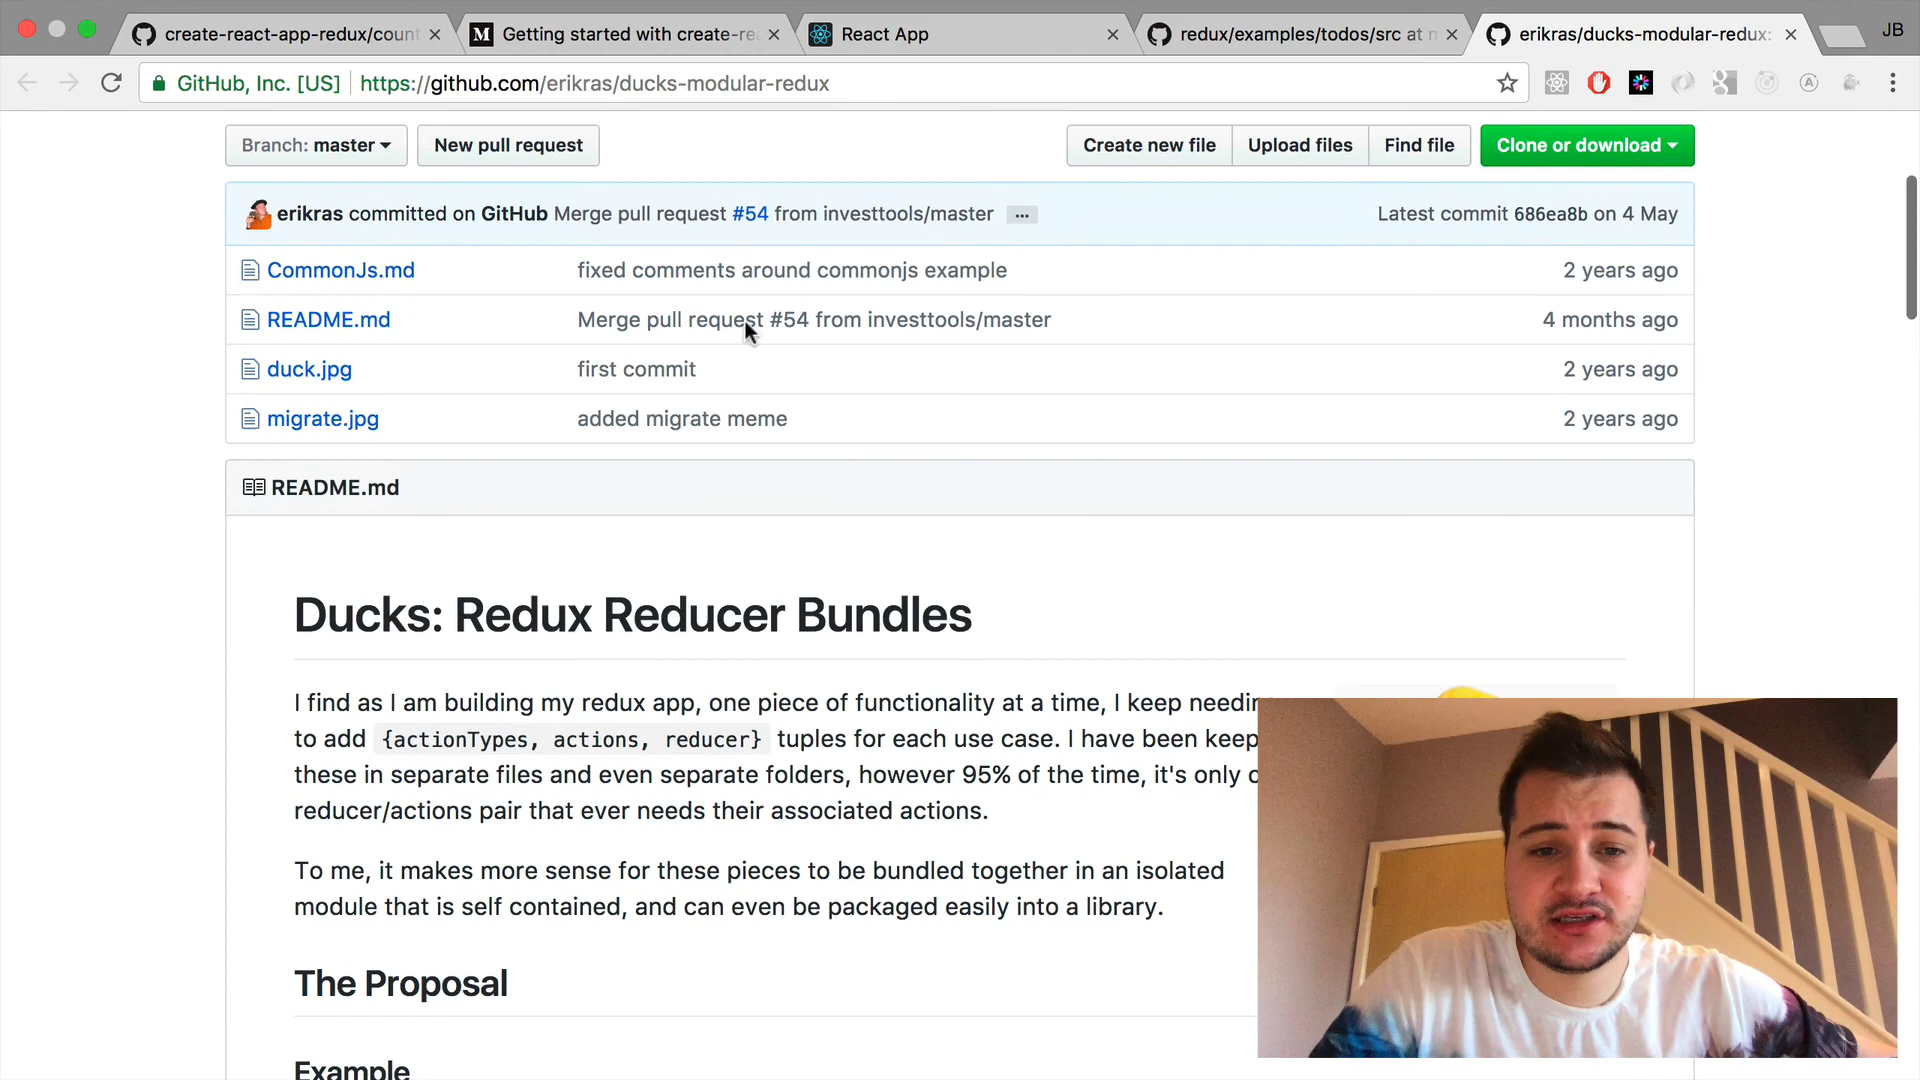 create-react-app-redux/coun
Getting started with create-re
React App
redux/examples/todos/src at m
erikras/ducks-modular-redux:
JB
GitHub, Inc. [US] https://github.com/erikras/ducks-modular-redux
Branch: master
New pull request
Create new file
Upload files
Find file
Clone or download
erikras committed on GitHub Merge pull request #54 from investtools/master ...
Latest commit 686ea8b on 4 May
CommonJs.md fixed comments around commonjs example 2 years ago
README.md Merge pull request #54 from investtools/master 4 months ago
duck.jpg first commit 2 years ago
migrate.jpg added migrate meme 2 years ago
README.md
Ducks: Redux Reducer Bundles
I find as I am building my redux app, one piece of functionality at a time, I keep needin
to add {actionTypes, actions, reducer} tuples for each use case. I have been keep
these in separate files and even separate folders, however 95% of the time, it's only
reducer/actions pair that ever needs their associated actions.
To me, it makes more sense for these pieces to be bundled together in an isolated
module that is self contained, and can even be packaged easily into a library.
The Proposal
Example